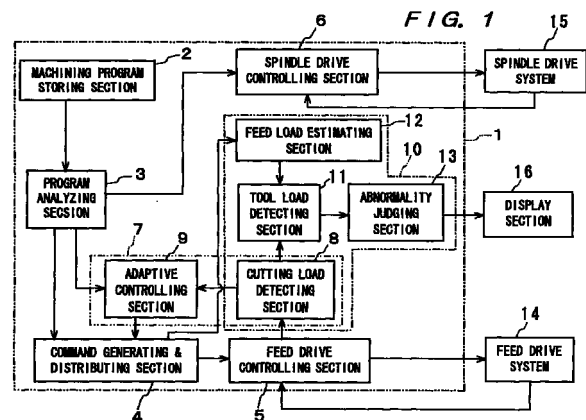 FIG. 1
6
15
2
SPINDLE DRIVE
CONTROLLING SECTION
SPINDLE DRIVE
SYSTEM
MACHINING PROGRAM
STORING SECTION
12
1
FEED LOAD ESTIMATING
SECTION
10
3
11
13
16
PROGRAM
ANALYZING
SECSION
TOOL LOAD
DETECTING
SECTION
ABNORMALITY
JUDGING
SECTION
DISPLAY
SECTION
7
9
8
ADAPTIVE
CONTROLLING
SECTION
CUTTING LOAD
DETECTING
SECTION
14
COMMAND GENERATING &
DISTRIBUTING SECTION
FEED DRIVE
CONTROLLING SECTION
FEED DRIVE
SYSTEM
4
5